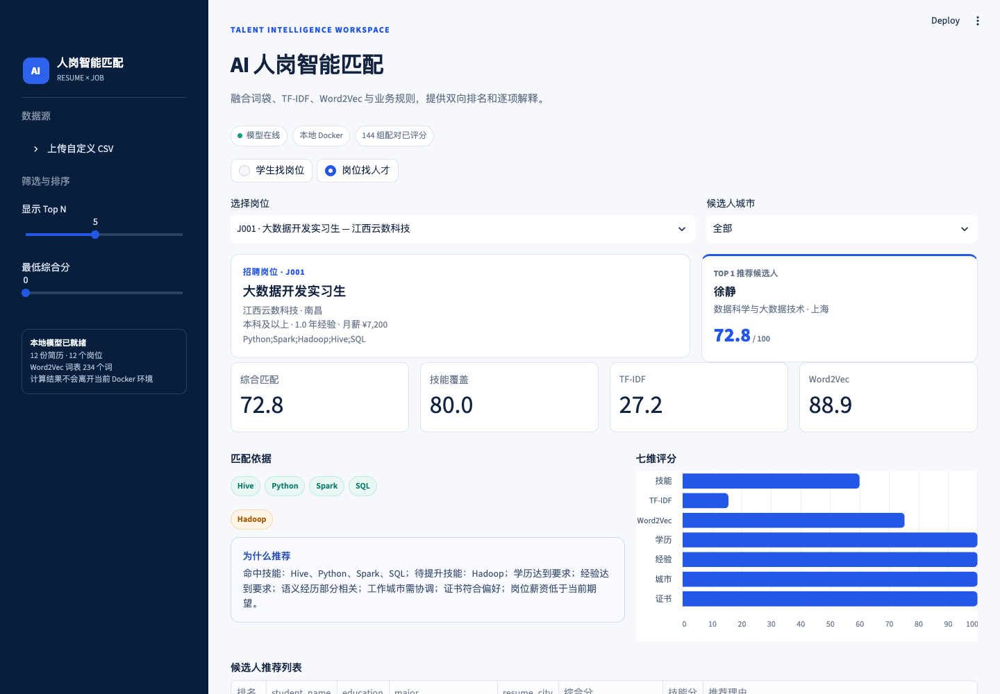 AI
人岗智能匹配
RESUME × JOB
数据源
上传自定义 CSV
筛选与排序
显示 Top N
5
最低综合分
0
本地模型已就绪
12 份简历 · 12 个岗位
Word2Vec 词表 234 个词
计算结果不会离开当前 Docker 环境
Deploy
TALENT INTELLIGENCE WORKSPACE
AI 人岗智能匹配
融合词袋、TF-IDF、Word2Vec 与业务规则，提供双向排名和逐项解释。
模型在线
本地 Docker
144 组配对已评分
学生找岗位
岗位找人才
选择岗位
候选人城市
J001 · 大数据开发实习生 — 江西云数科技
全部
招聘岗位 · J001
大数据开发实习生
江西云数科技 · 南昌
本科及以上 · 1.0 年经验 · 月薪 ¥7,200
Python;Spark;Hadoop;Hive;SQL
TOP 1 推荐候选人
徐静
数据科学与大数据技术 · 上海
72.8 / 100
综合匹配
72.8
技能覆盖
80.0
TF-IDF
27.2
Word2Vec
88.9
匹配依据
Hive
Python
Spark
SQL
Hadoop
为什么推荐
命中技能：Hive、Python、Spark、SQL；待提升技能：Hadoop；学历达到要求；经验达
到要求；语义经历部分相关；工作城市需协调；证书符合偏好；岗位薪资低于当前期
望。
七维评分
技能
TF-IDF
Word2Vec
学历
经验
城市
证书
0 10 20 30 40 50 60 70 80 90 100
候选人推荐列表
排名 student_name education major resume_city 综合分 技能分 推荐理由